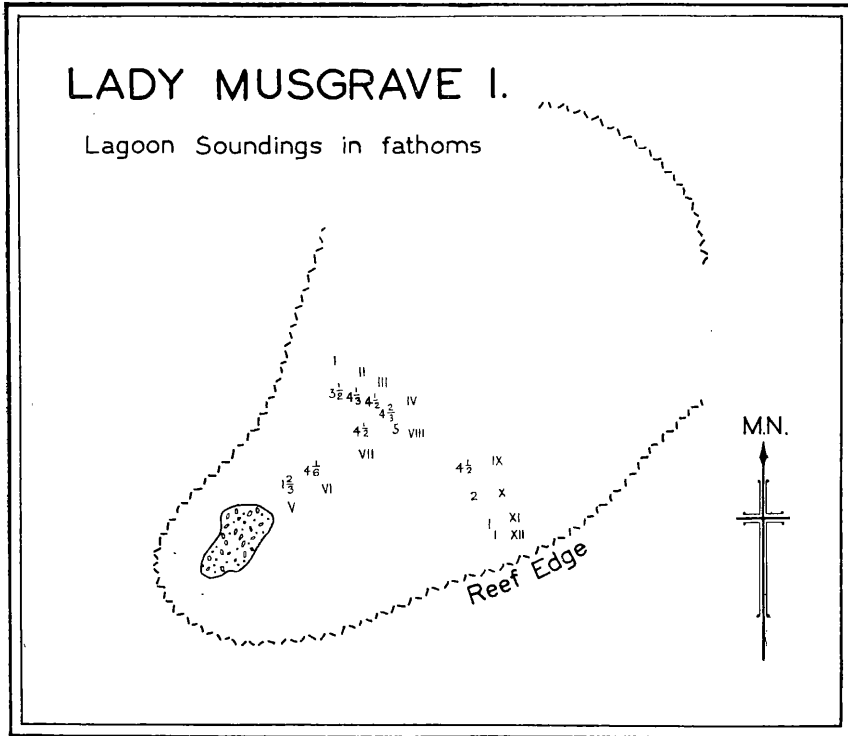 LADY MUSGRAVE I.
Lagoon Soundings in fathoms
I
II
III
3½ 4⅓ 4½ IV
4⅔
4½ 5 VIII
VII
M.N.
4½ IX
4⅙
1⅔ VI
V
2 X
1 XI
1 XII
Reef Edge